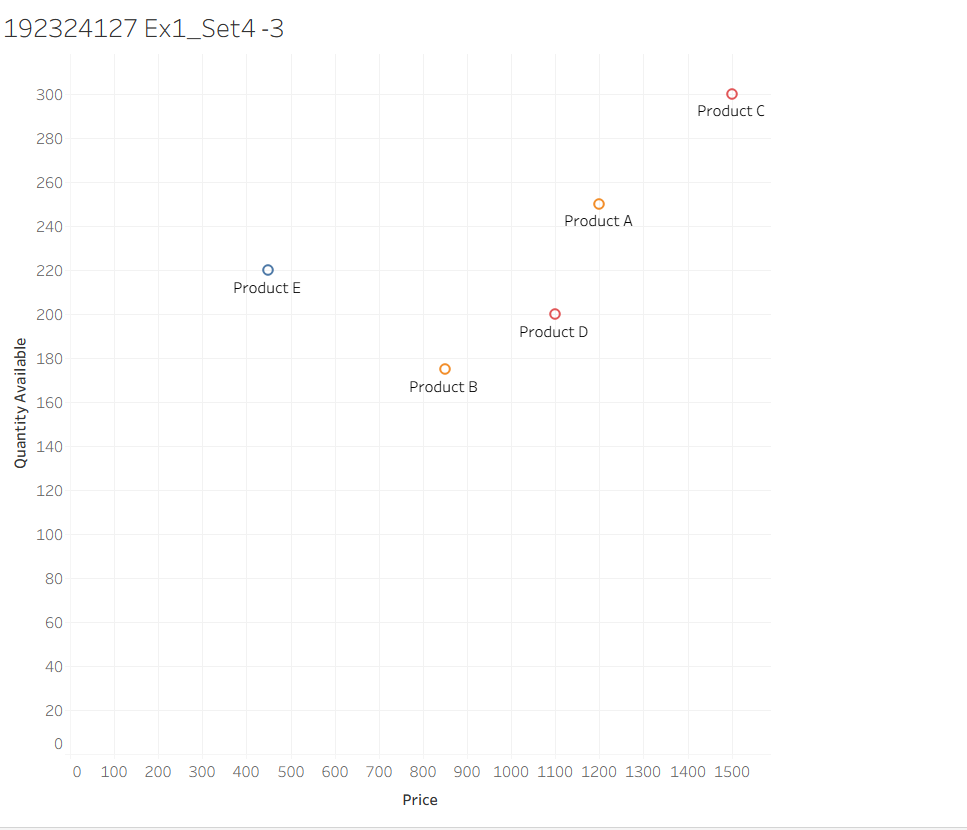 192324127 Ex1_Set4 -3
300
Product C
280
260
240
Product A
220
Product E
200
Product D
180
Product B
160
140
120
100
80
60
40
20
0
Quantity Available
0 100 200 300 400 500 600 700 800 900 1000 1100 1200 1300 1400 1500
Price